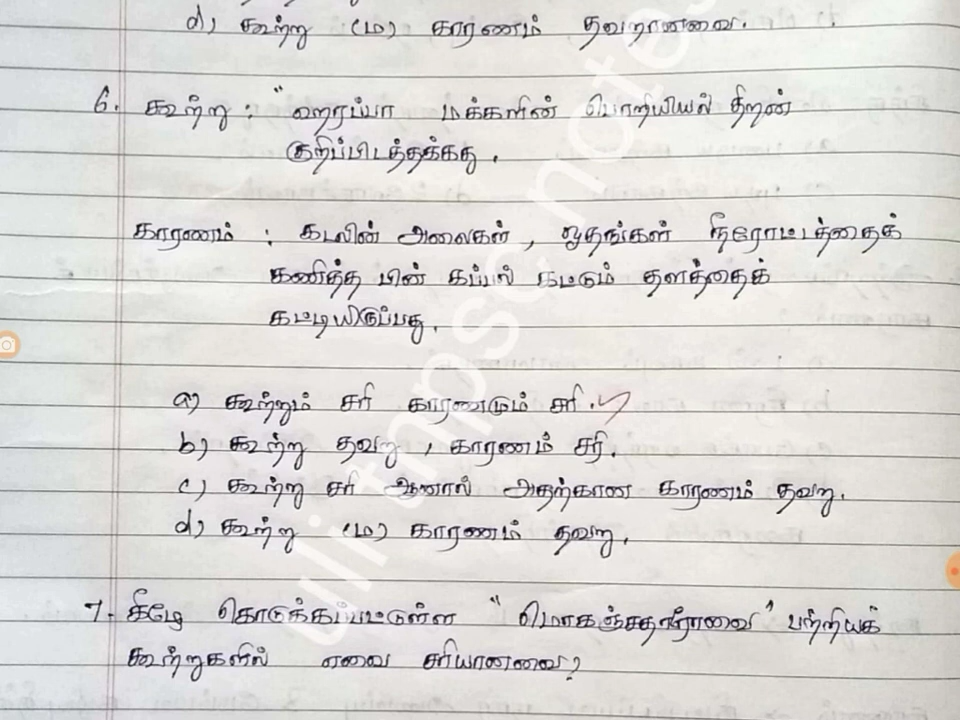 d) கூற்று (ம) காரணம் தவறானவை.
6. கூற்று : "ஹரப்பா மக்களின் பொறியியல் திறன்
குறிப்பிடத்தக்கது.
காரணம் : கடலின் அலைகள், ஓதங்கள் நீரோட்டத்தைக்
கணித்த பின் கப்பல் கட்டும் தளத்தைக்
கட்டியிருப்பது.
a) கூற்றும் சரி காரணமும் சரி.
b) கூற்று தவறு, காரணம் சரி.
c) கூற்று சரி ஆனால் அதற்கான காரணம் தவறு.
d) கூற்று (ம) காரணம் தவறு.
7. கீழே கொடுக்கப்பட்டுள்ள "மொகஞ்சதாரோவை" பற்றியக்
கூற்றுகளில் எவை சரியானவை?